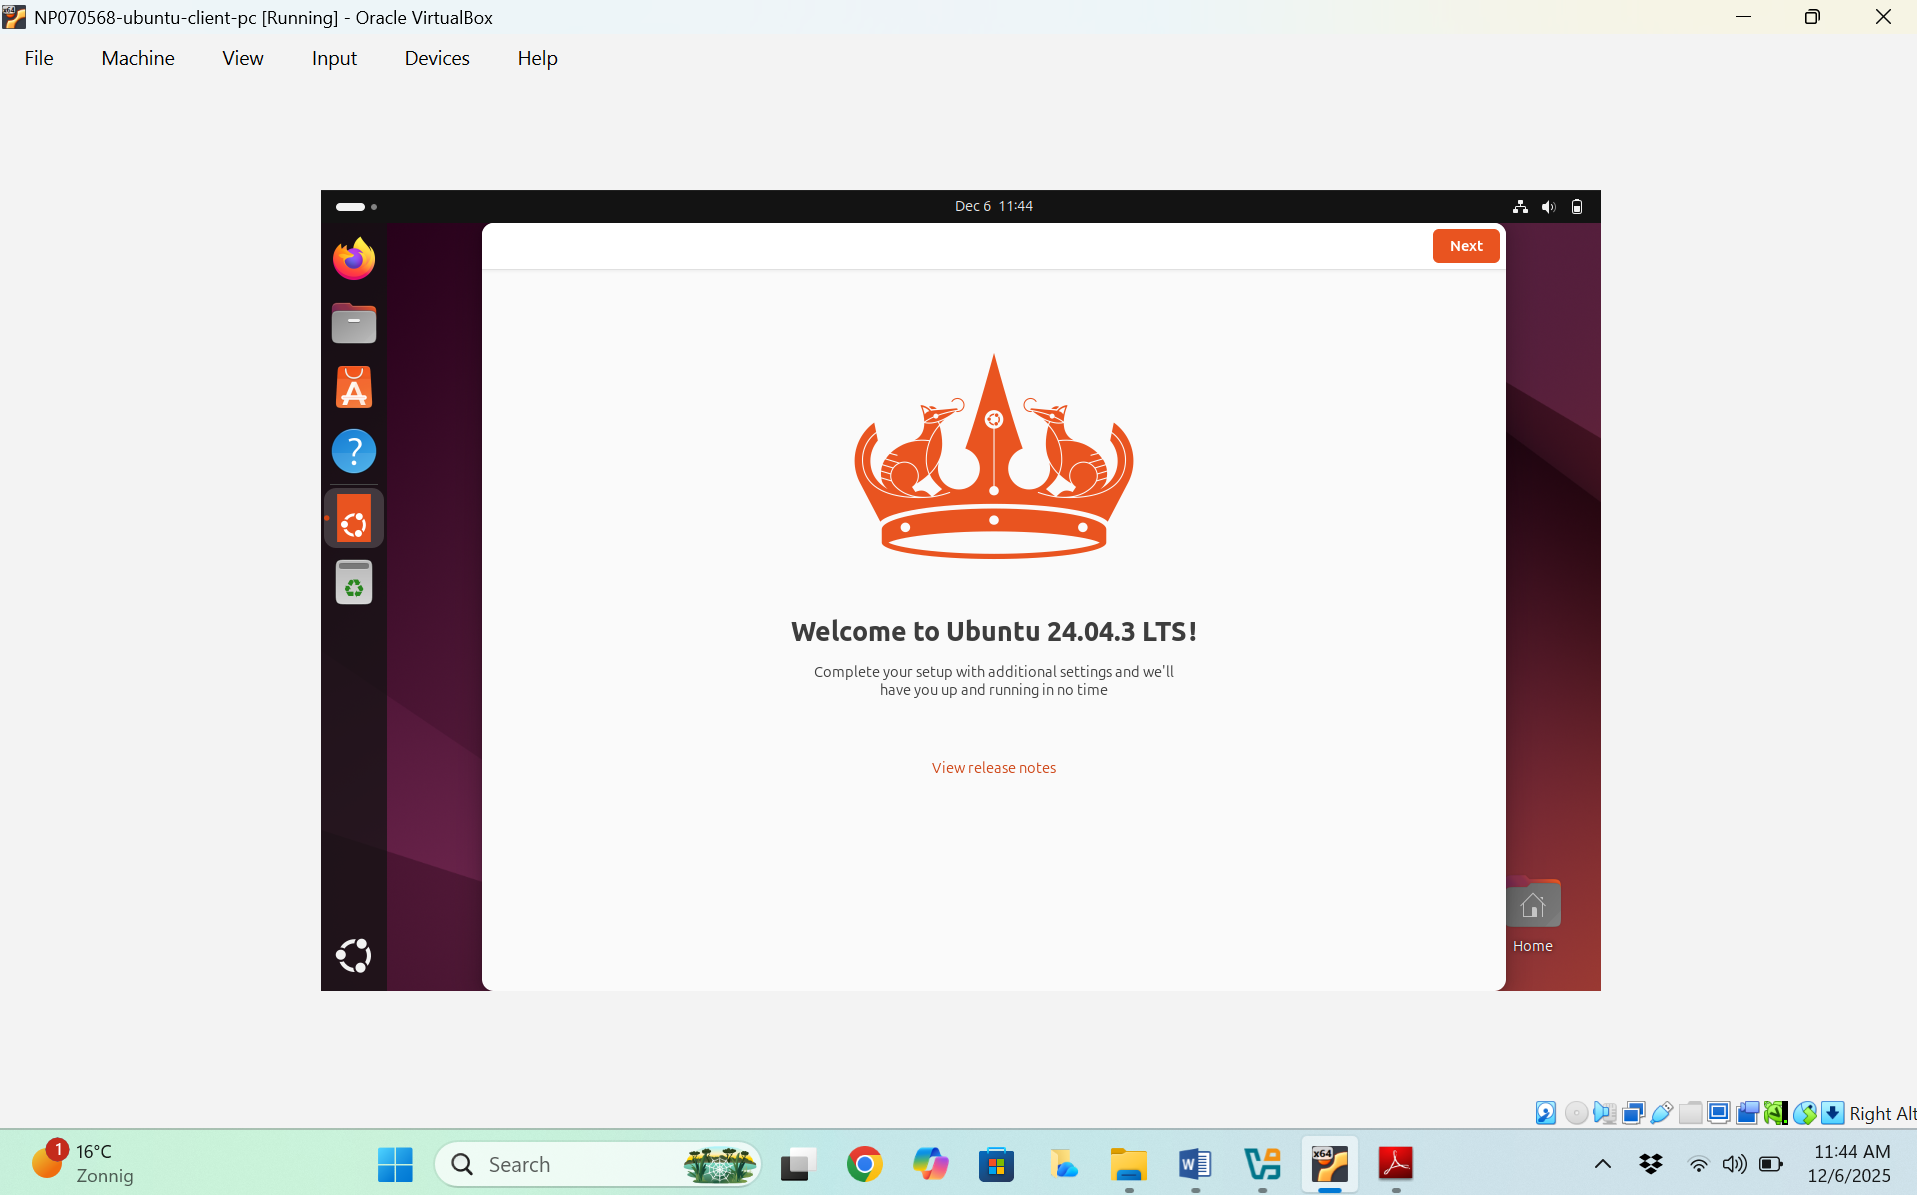 NP070568-ubuntu-client-pc [Running] - Oracle VirtualBox
File Machine View Input Devices Help
Dec 6 11:44
Next
Welcome to Ubuntu 24.04.3 LTS!
Complete your setup with additional settings and we'll
have you up and running in no time
View release notes
Home
Right Alt
1
16°C
Zonnig
Search
x64
11:44 AM
12/6/2025